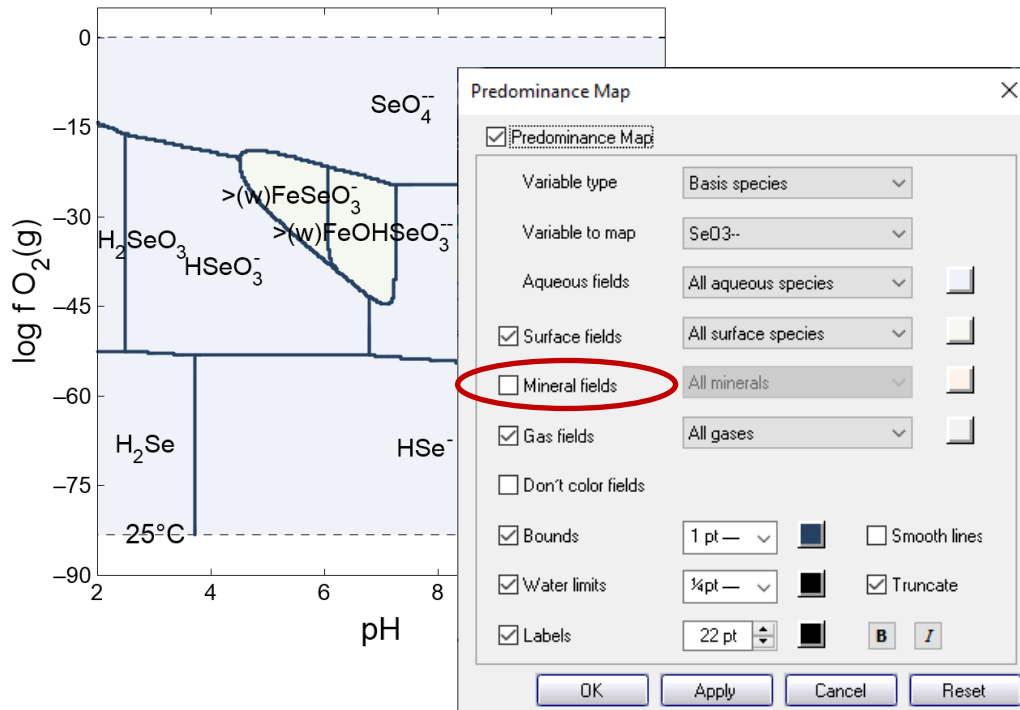 0
−15
−30
−45
−60
−75
−90
log f O₂(g)
2
4
6
8
pH
SeO₄⁻⁻
>(w)FeSeO₃⁻
>(w)FeOHSeO₃⁻⁻
H₂SeO₃
HSeO₃⁻
H₂Se
HSe⁻
25°C
Predominance Map
Predominance Map
Variable type Basis species
Variable to map SeO3--
Aqueous fields All aqueous species
Surface fields All surface species
Mineral fields All minerals
Gas fields All gases
Don't color fields
Bounds 1 pt — Smooth lines
Water limits ¼pt — Truncate
Labels 22 pt B I
OK Apply Cancel Reset